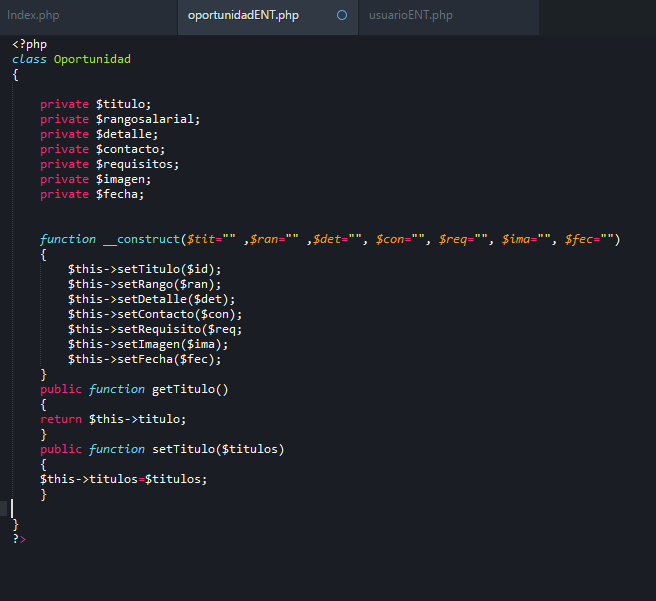 Index.php oportunidadENT.php usuarioENT.php
<?php
class Oportunidad
{
private $titulo;
private $rangosalarial;
private $detalle;
private $contacto;
private $requisitos;
private $imagen;
private $fecha;
function __construct($tit="" ,$ran="" ,$det="", $con="", $req="", $ima="", $fec="")
{
$this->setTitulo($id);
$this->setRango($ran);
$this->setDetalle($det);
$this->setContacto($con);
$this->setRequisito($req;
$this->setImagen($ima);
$this->setFecha($fec);
}
public function getTitulo()
{
return $this->titulo;
}
public function setTitulo($titulos)
{
$this->titulos=$titulos;
}
}
?>